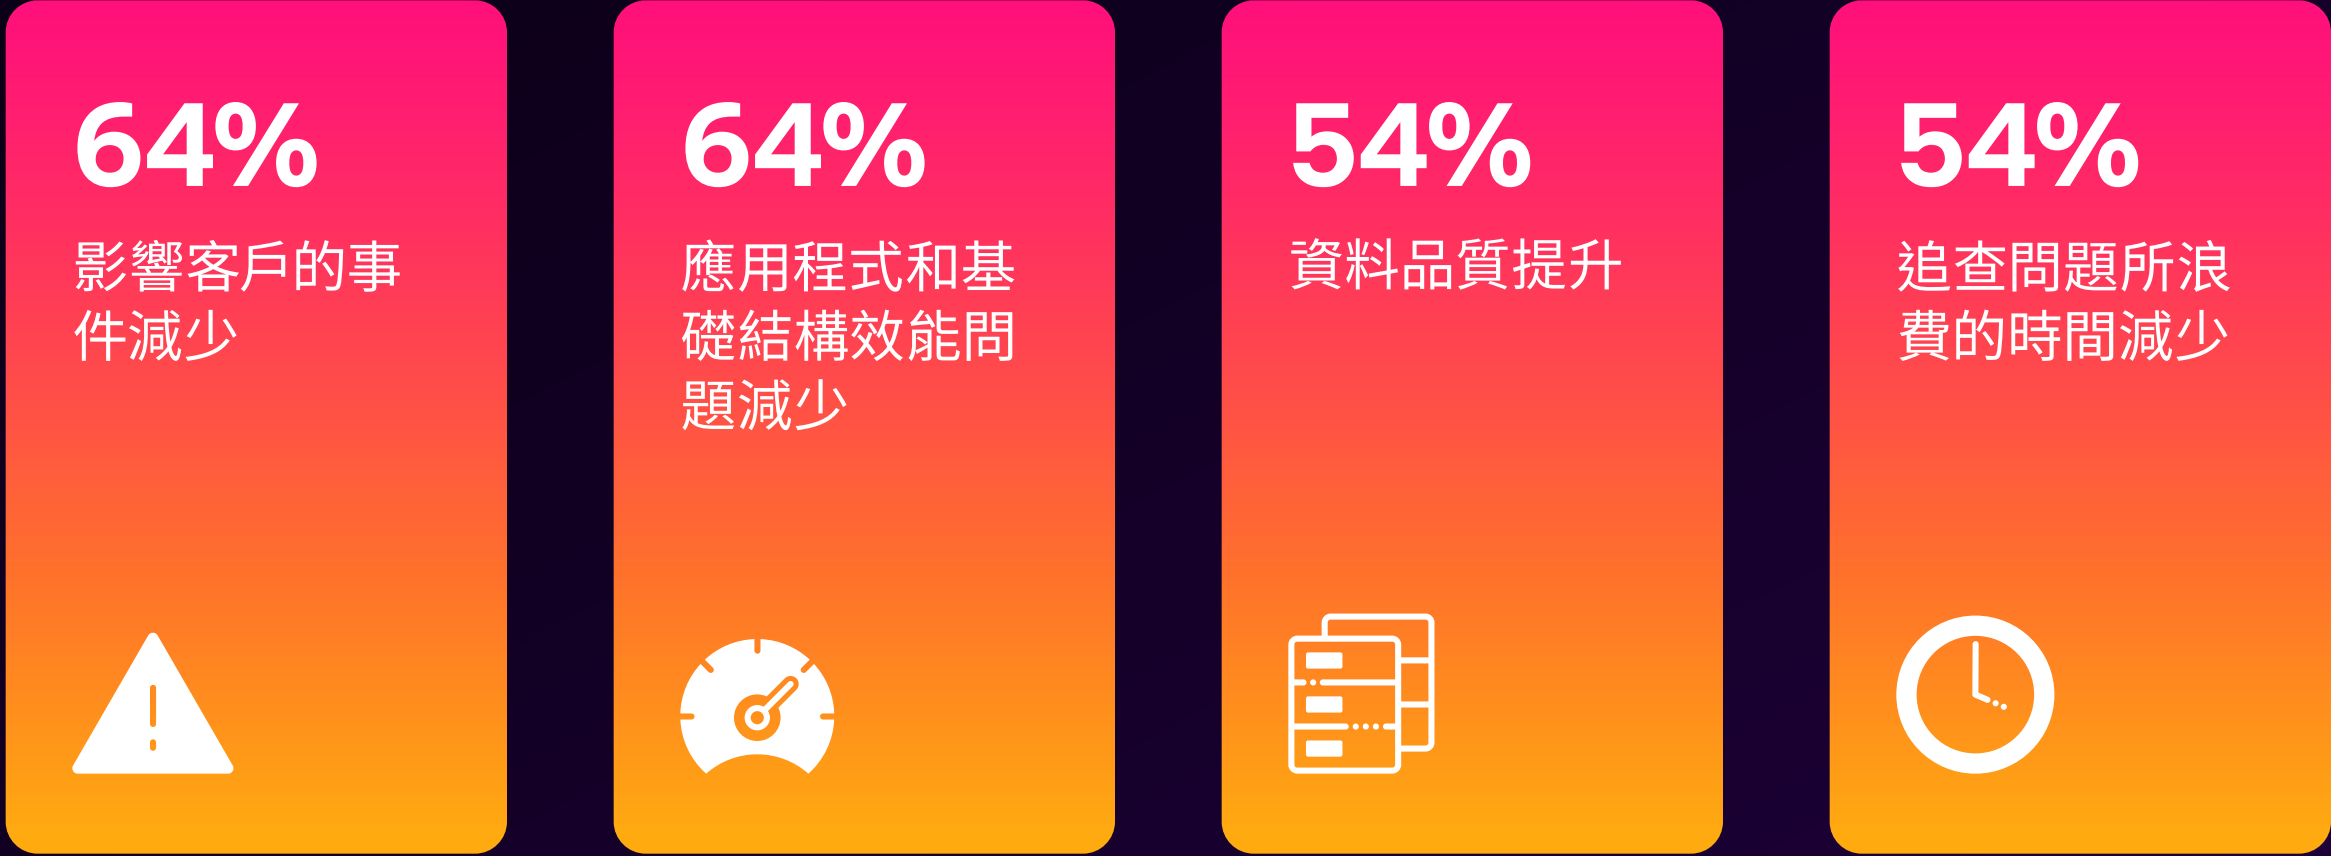 64%
影響客戶的事
件減少
64%
應用程式和基
礎結構效能問
題減少
54%
資料品質提升
54%
追查問題所浪
費的時間減少